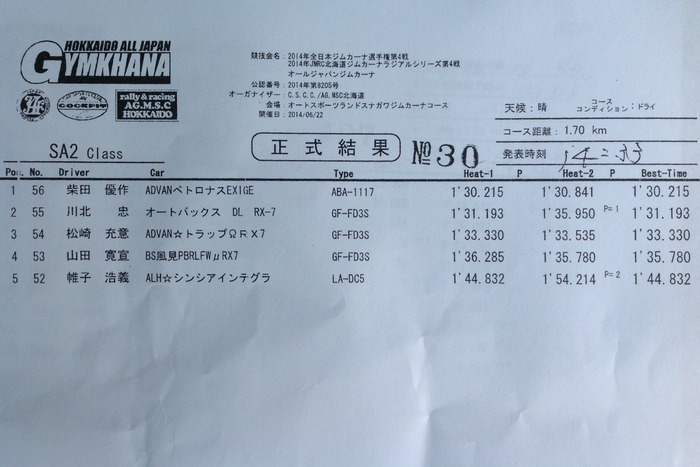 HOKKAIDO ALL JAPAN
GYMKHANA
COCKPIT
rally & racing
AG.M.S.C
HOKKAIDO
競技会名：2014年全日本ジムカーナ選手権第4戦
2014年JMRC北海道ジムカーナラジアルシリーズ第4戦
オールジャパンジムカーナ
公認番号：2014年第8205号
オーガナイザー：C.S.C.C./AG.MSC北海道
会場：オートスポーツランドスナガワジムカーナコース
開催日：2014/06/22
天候：晴 コースコンディション：ドライ
コース距離：1.70 km
SA2 Class 正式結果 №30 発表時刻
Pos. No. Driver Car Type Heat-1 P Heat-2 P Best-Time
1 56 柴田 優作 ADVANペトロナスEXIGE ABA-1117 1'30.215 1'30.841 1'30.215
2 55 川北 忠 オートバックス DL RX-7 GF-FD3S 1'31.193 1'35.950 P=1 1'31.193
3 54 松崎 充意 ADVAN☆トラップΩRX7 GF-FD3S 1'33.330 1'33.535 1'33.330
4 53 山田 寛宣 BS風見PBRLFWμRX7 GF-FD3S 1'36.285 1'35.780 1'35.780
5 52 帷子 浩義 ALH☆シンシアインテグラ LA-DC5 1'44.832 1'54.214 P=2 1'44.832